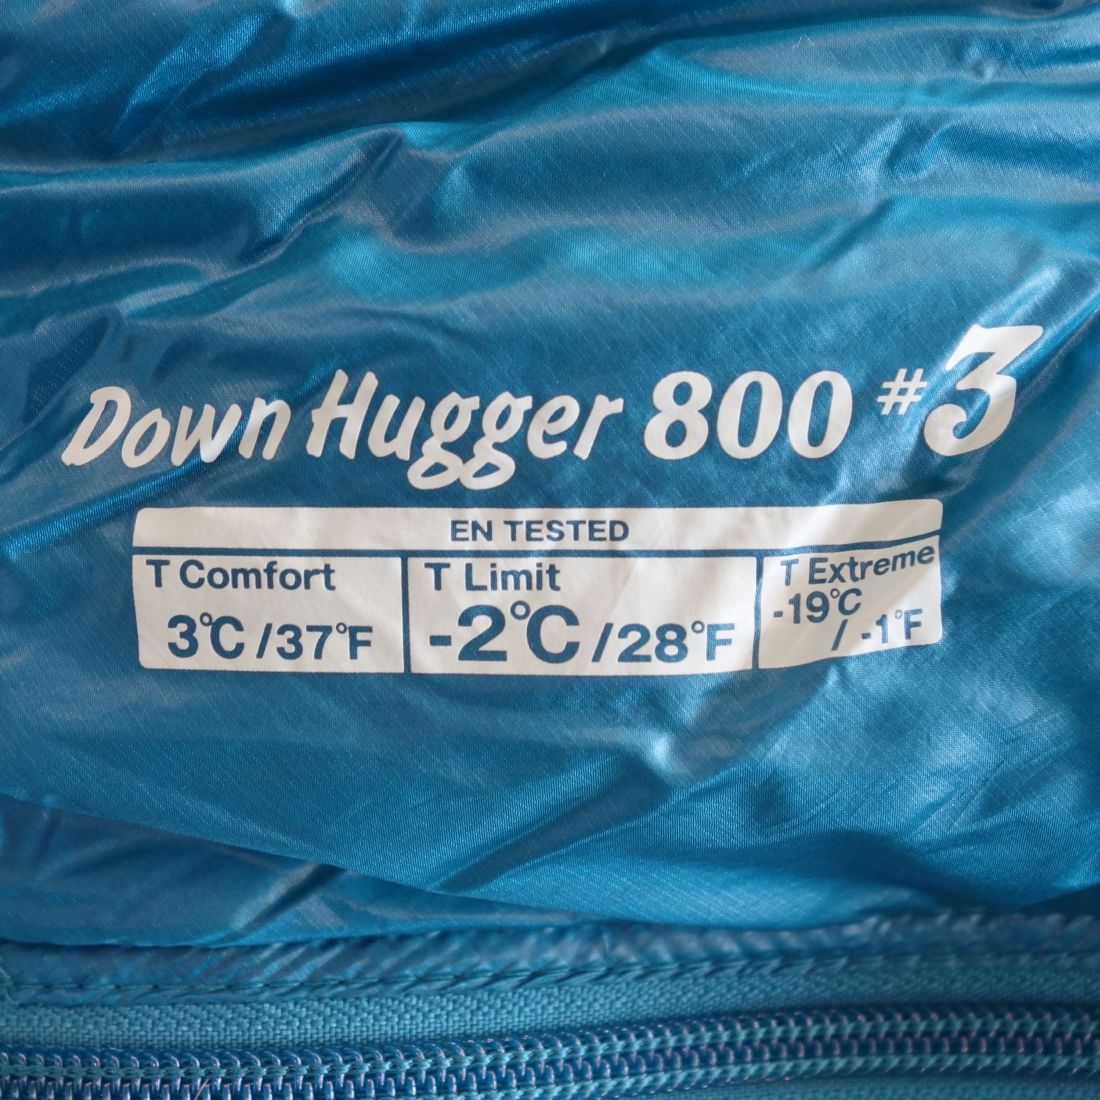 Down Hugger 800 #3
EN TESTED
T Comfort
3°C/37°F
T Limit
-2°C/28°F
T Extreme
-19°C
/ -1°F